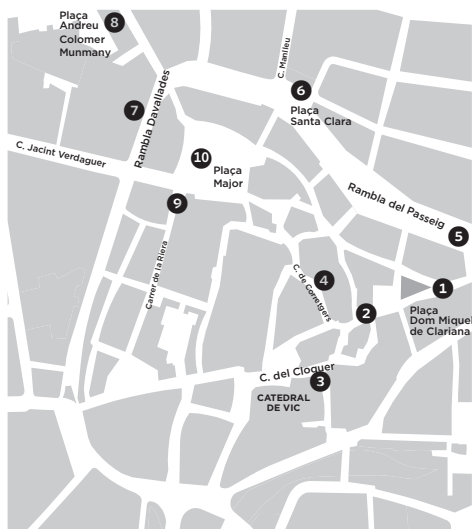 Plaça
Andreu
Colomer
Munmany
8
C. Manlleu
6
Plaça
Santa Clara
7
Rambla Davallades
C. Jacint Verdaguer
10
Plaça
Major
Rambla del Passeig
5
9
Carrer de la Riera
4
C. de Corretgers
1
2
Plaça
Dom Miquel
de Clariana
C. del Cloquer
3
CATEDRAL
DE VIC